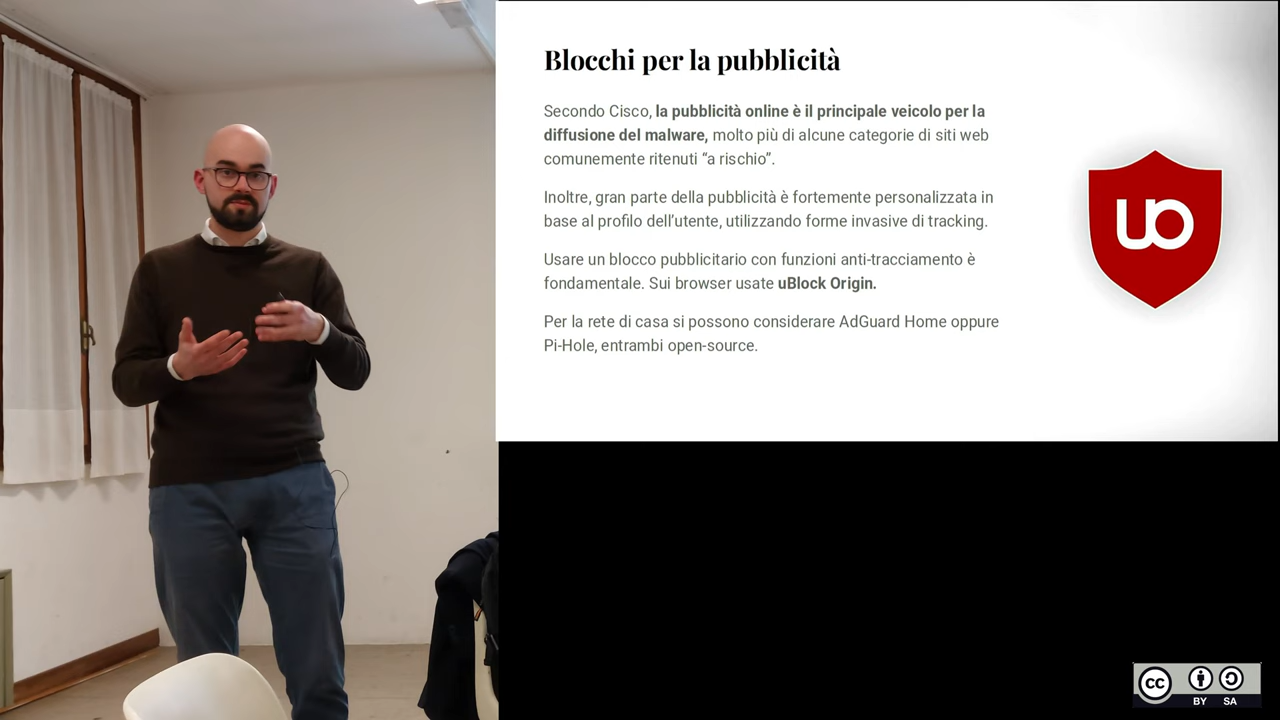 Blocchi per la pubblicità
Secondo Cisco, la pubblicità online è il principale veicolo per la
diffusione del malware, molto più di alcune categorie di siti web
comunemente ritenuti “a rischio”.
Inoltre, gran parte della pubblicità è fortemente personalizzata in
base al profilo dell’utente, utilizzando forme invasive di tracking.
Usare un blocco pubblicitario con funzioni anti-tracciamento è
fondamentale. Sui browser usate uBlock Origin.
Per la rete di casa si possono considerare AdGuard Home oppure
Pi-Hole, entrambi open-source.
uo
cc
BY SA